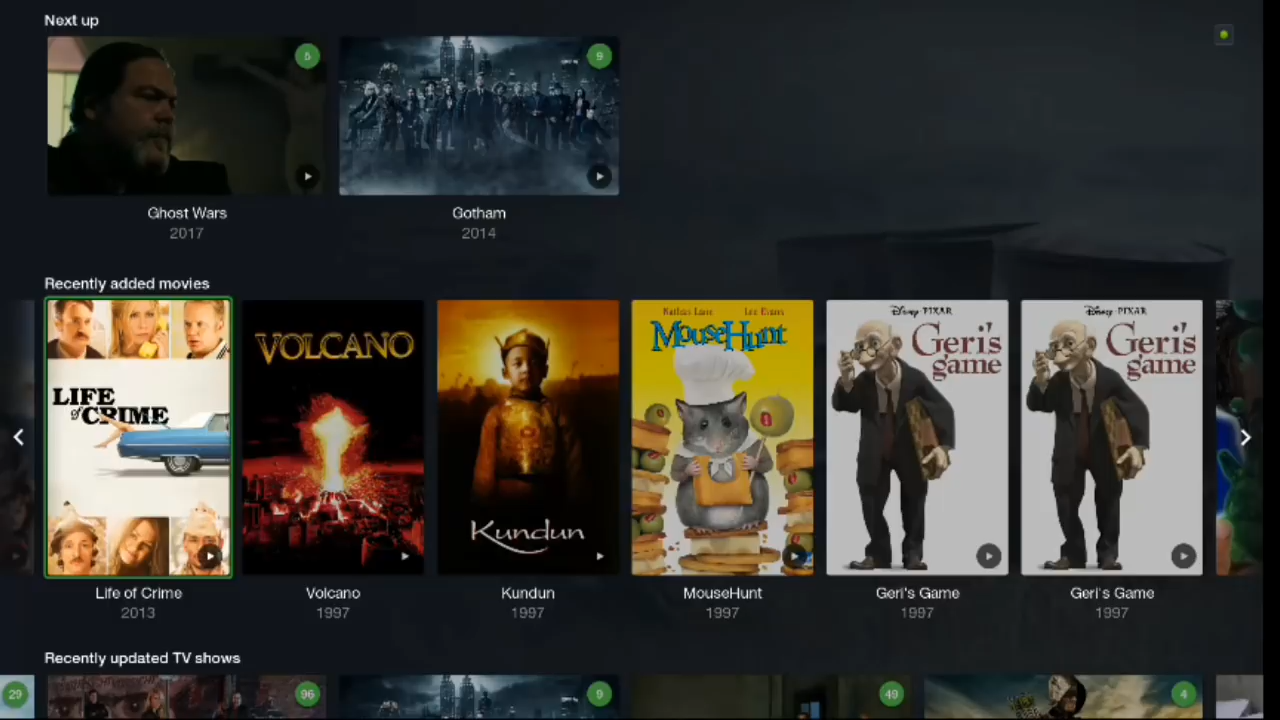 Next up
5
9
Ghost Wars
2017
Gotham
2014
Recently added movies
LIFE
of CRIME
VOLCANO
Kundun
Nathan Lane Lee Evans
MouseHunt
Disney·PIXAR
Geri's
game
Disney·PIXAR
Geri's
game
Life of Crime
2013
Volcano
1997
Kundun
1997
MouseHunt
1997
Geri's Game
1997
Geri's Game
1997
Recently updated TV shows
29
96
9
49
4